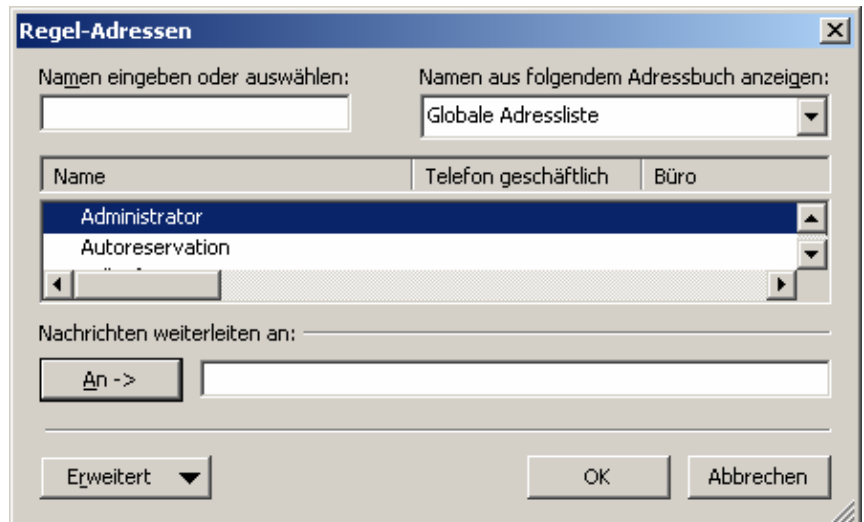 Regel-Adressen
Namen eingeben oder auswählen:
Namen aus folgendem Adressbuch anzeigen:
Globale Adressliste
Name Telefon geschäftlich Büro
Administrator
Autoreservation
Nachrichten weiterleiten an:
An ->
Erweitert OK Abbrechen